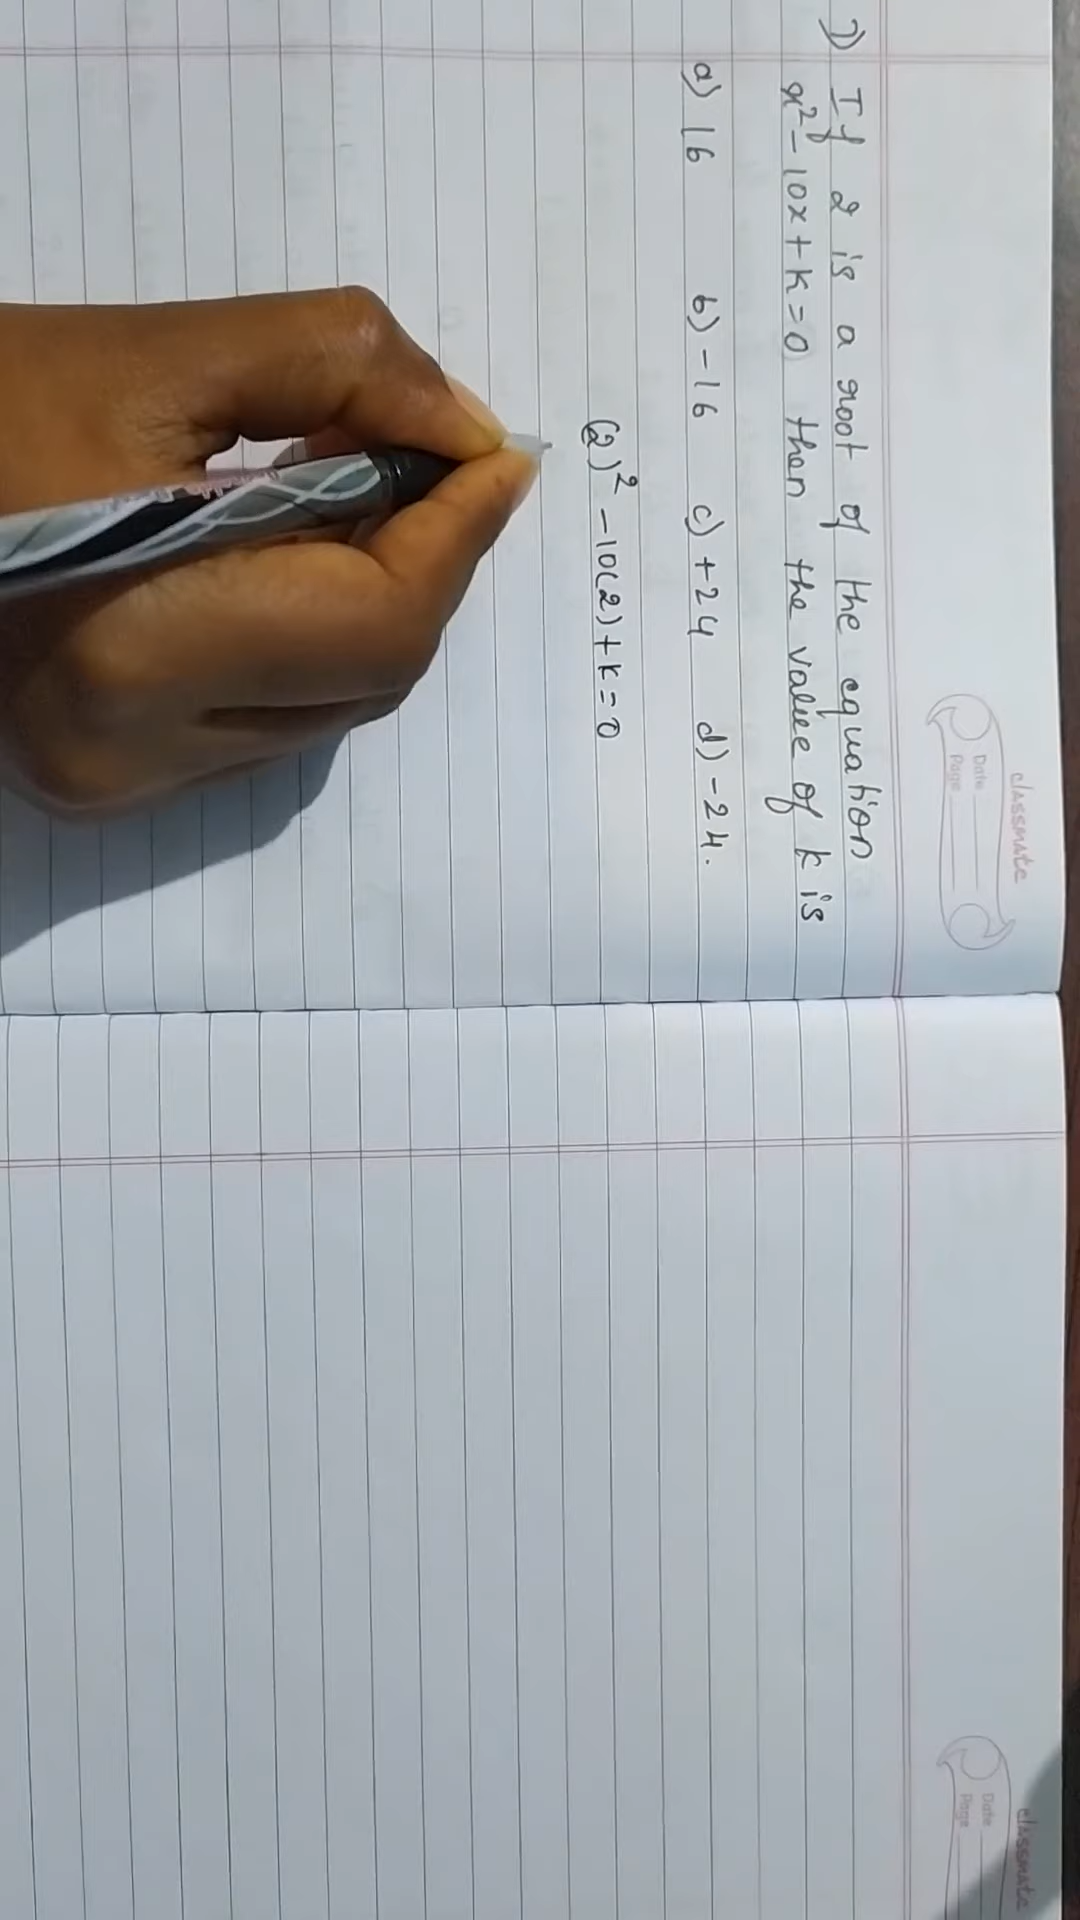 classmate
Date
Page
1) If 2 is a root of the equation
x² - 10x + k = 0 then the value of k is
a) 16 b) -16 c) +24 d) -24.
(2)² - 10(2) + k = 0
classmate
Date
Page